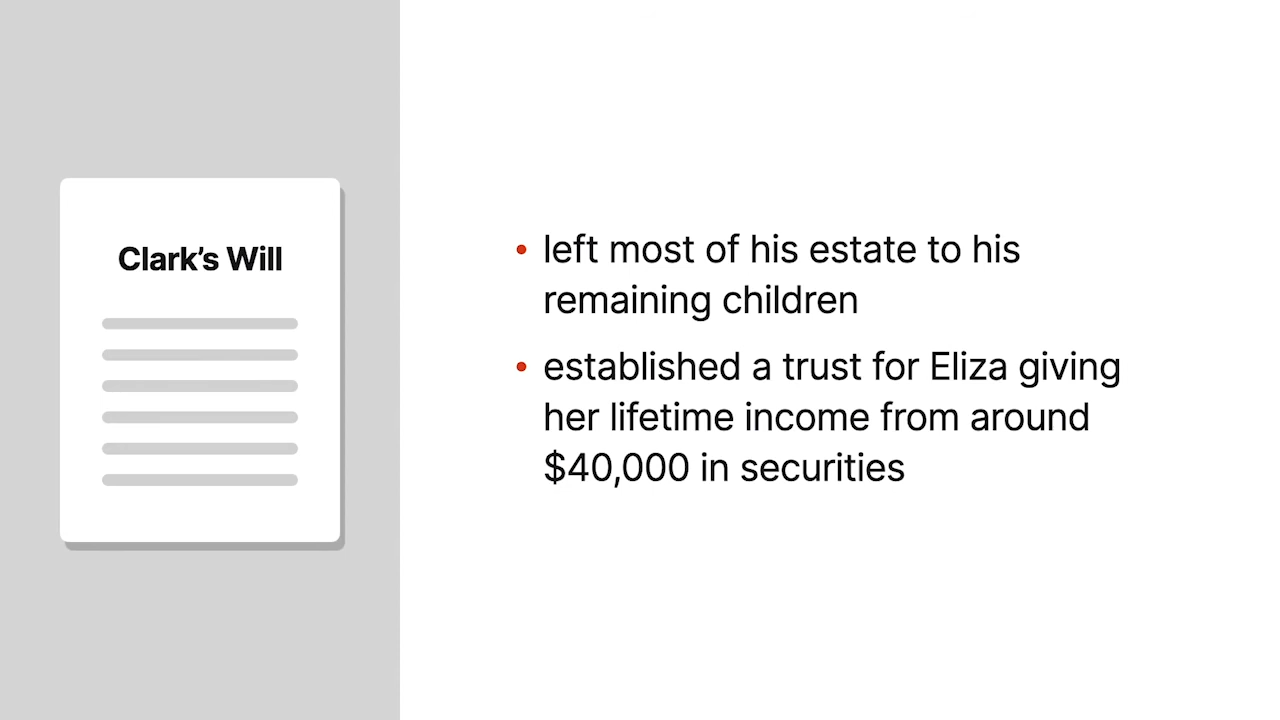 Clark's Will
• left most of his estate to his
remaining children
• established a trust for Eliza giving
her lifetime income from around
$40,000 in securities